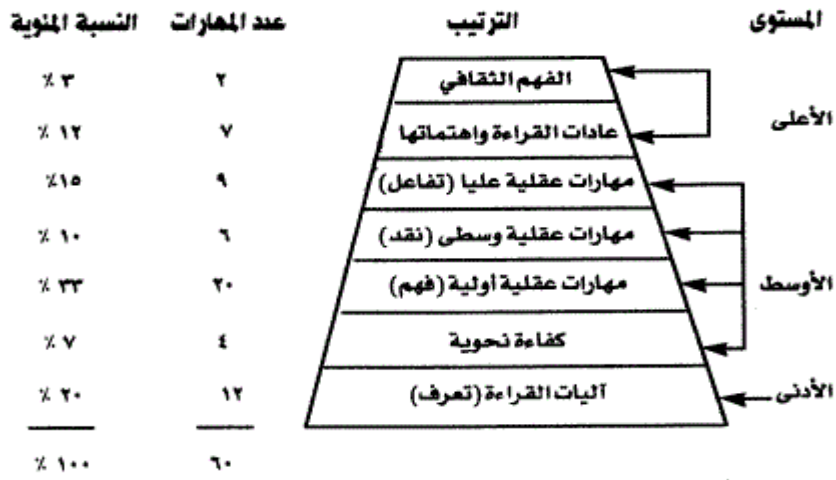 المستوى الترتيب عدد المهارات النسبة المئوية
الفهم الثقافي ٢ ٣ ٪
الأعلى
عادات القراءة واهتماتها ٧ ١٢ ٪
مهارات عقلية عليا (تفاعل) ٩ ١٥٪
مهارات عقلية وسطى (نقد) ٦ ١٠ ٪
الأوسط مهارات عقلية أولية (فهم) ٢٠ ٣٣ ٪
كفاءة نحوية ٤ ٧ ٪
الأدنى آليات القراءة (تعرف) ١٢ ٢٠ ٪
٦٠ ١٠٠ ٪